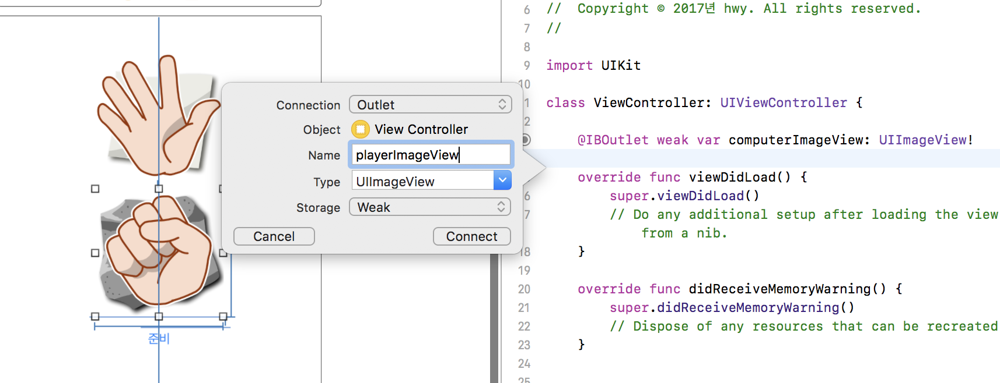 준비
Connection Outlet
Object View Controller
Name playerImageView
Type UIImageView
Storage Weak
Cancel Connect
6 //  Copyright © 2017년 hwy. All rights reserved.
7 //
8
9 import UIKit
10
1 class ViewController: UIViewController {
2
@IBOutlet weak var computerImageView: UIImageView!
override func viewDidLoad() {
6 super.viewDidLoad()
7 // Do any additional setup after loading the view
from a nib.
18 }
19
20 override func didReceiveMemoryWarning() {
21 super.didReceiveMemoryWarning()
22 // Dispose of any resources that can be recreated
23 }
24
25